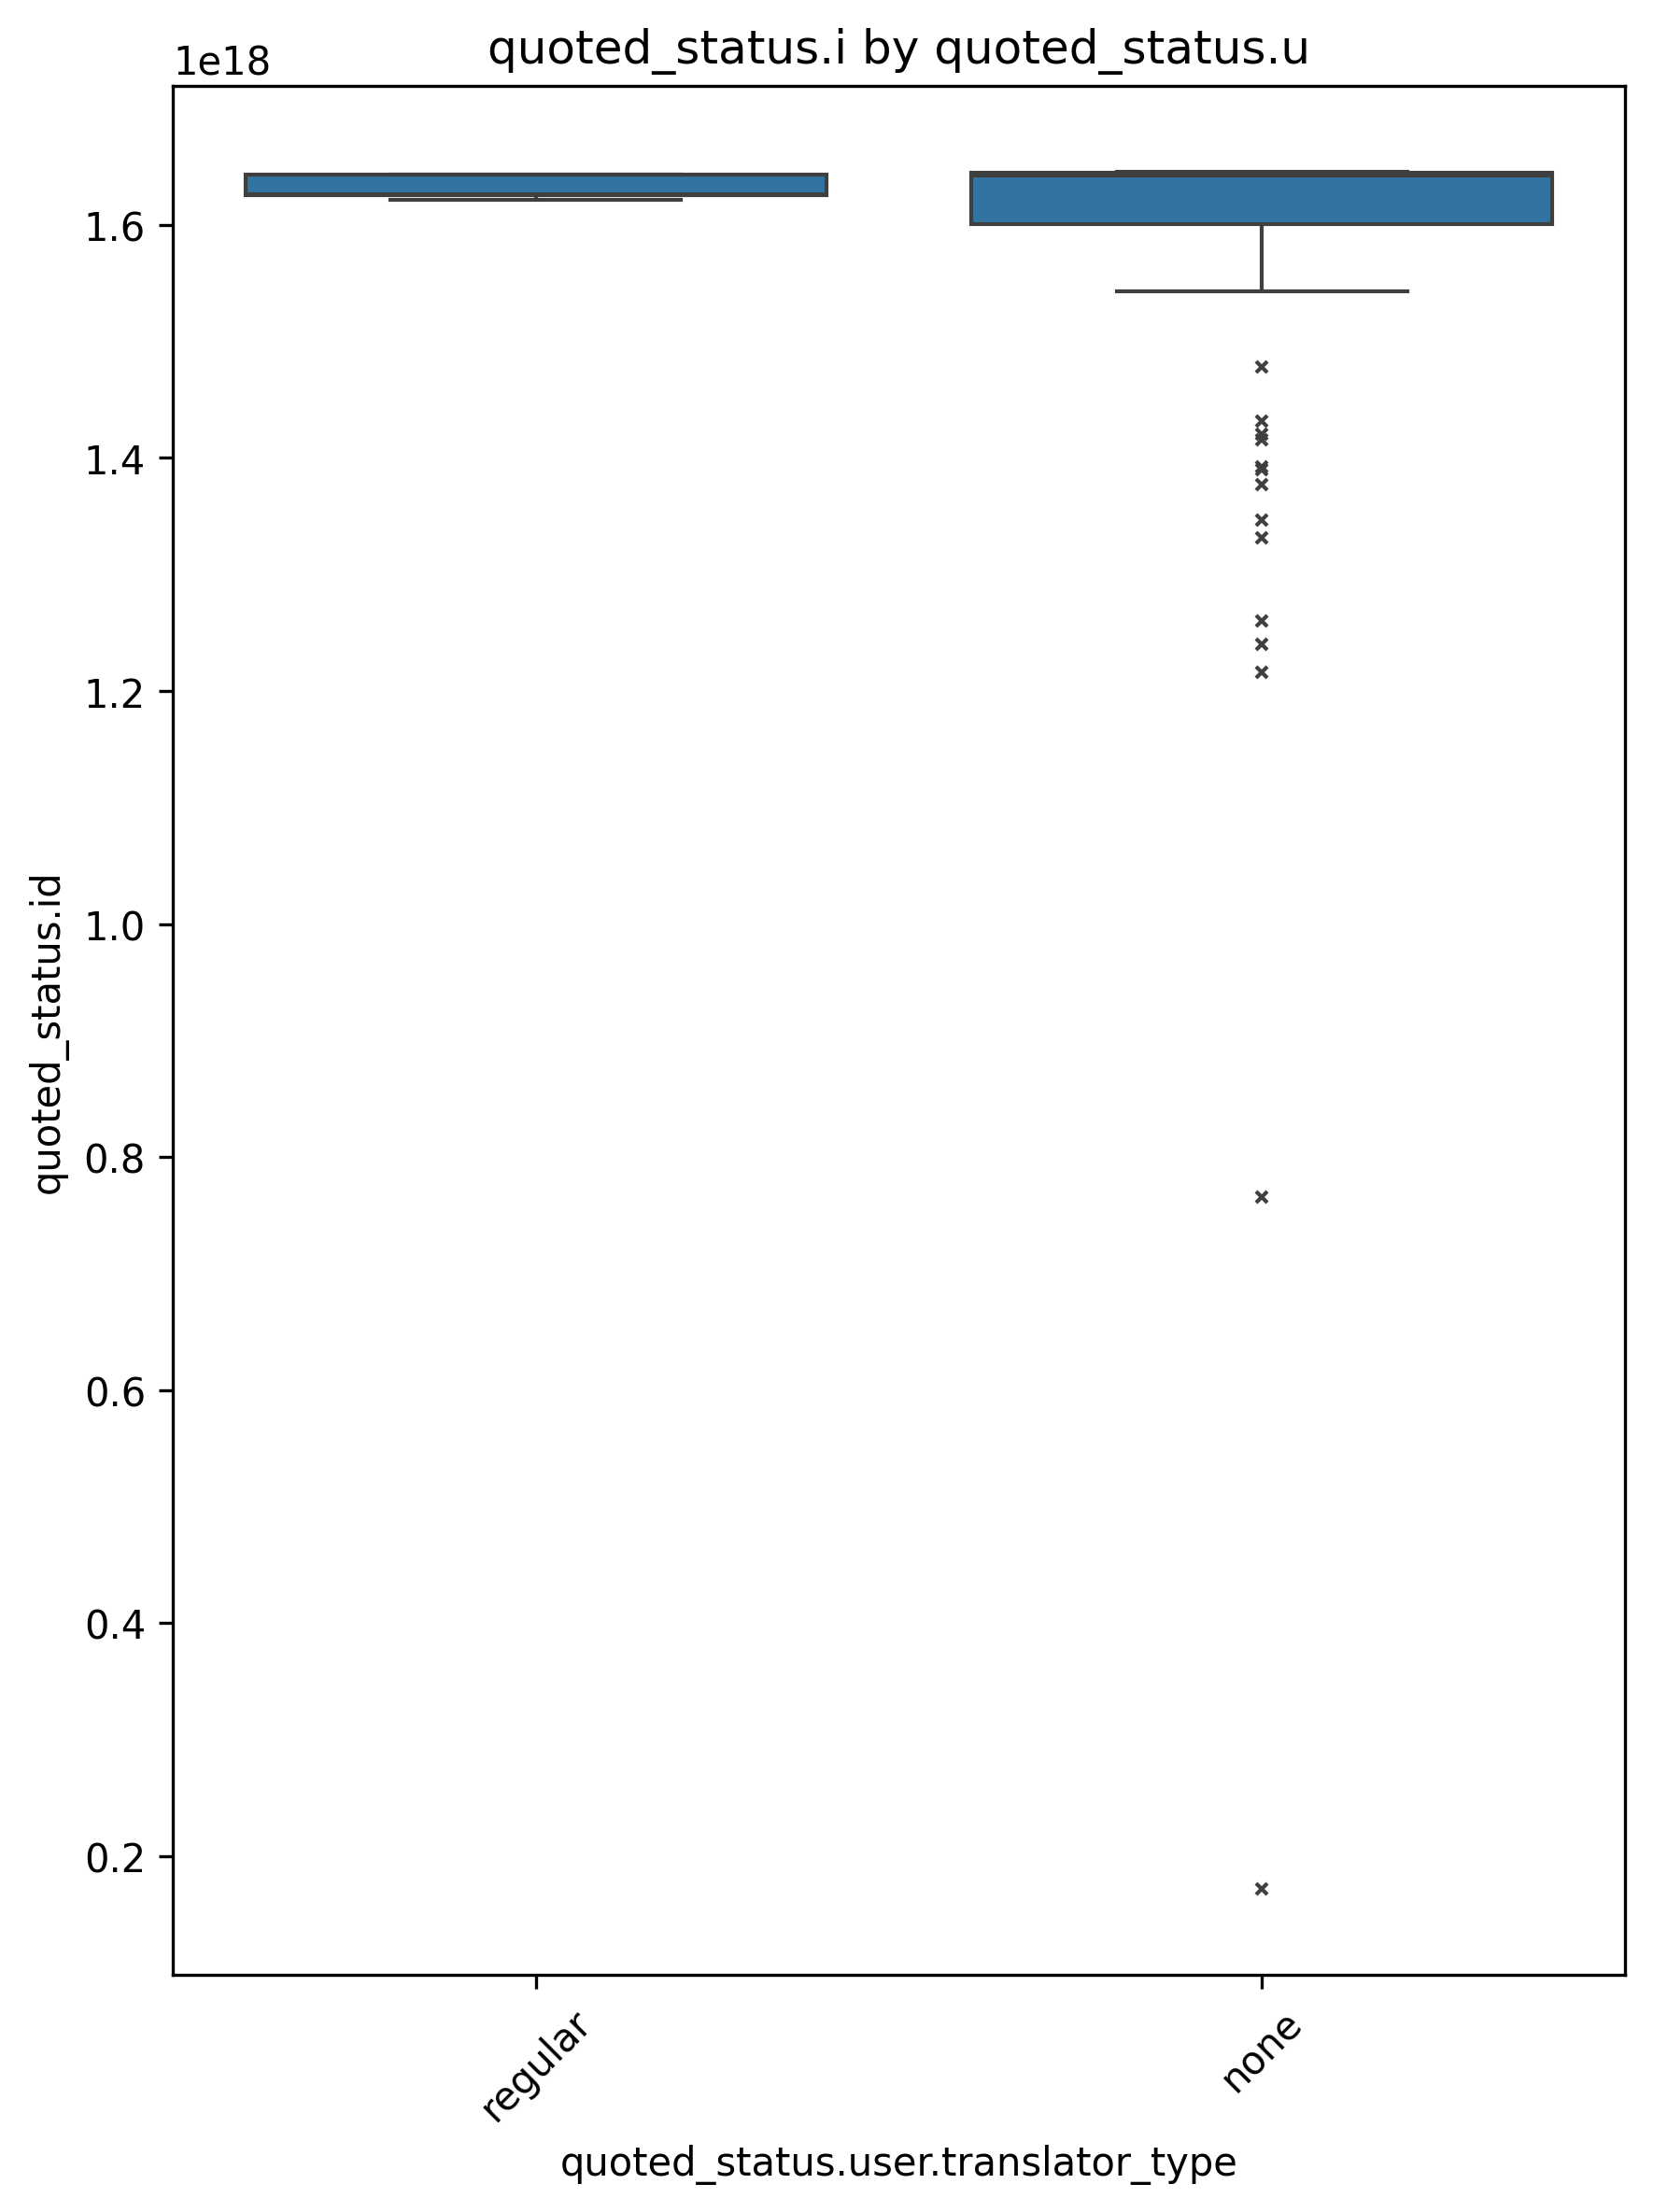 quoted_status.i by quoted_status.u
1e18
1.6
1.4
1.2
1.0
0.8
0.6
0.4
0.2
quoted_status.id
regular
none
quoted_status.user.translator_type